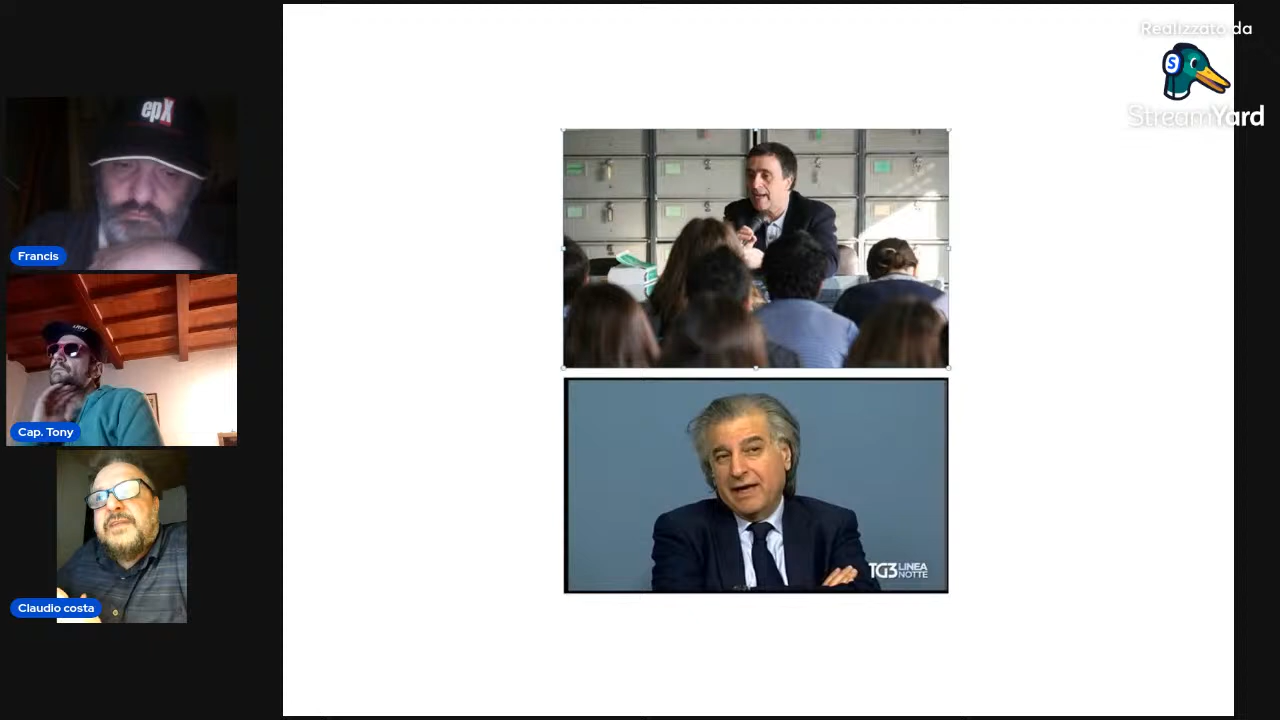 Realizzato da
StreamYard
epX
Francis
Cap. Tony
Claudio costa
TG3 LINEA
NOTTE